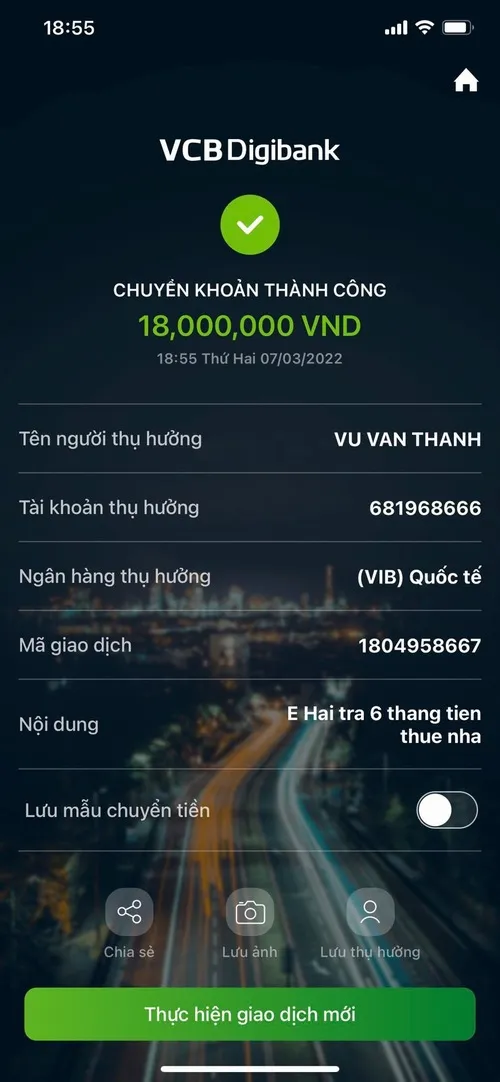 18:55
VCB Digibank
CHUYỂN KHOẢN THÀNH CÔNG
18,000,000 VND
18:55 Thứ Hai 07/03/2022
Tên người thụ hưởng VU VAN THANH
Tài khoản thụ hưởng 681968666
Ngân hàng thụ hưởng (VIB) Quốc tế
Mã giao dịch 1804958667
Nội dung E Hai tra 6 thang tien
thue nha
Lưu mẫu chuyển tiền
Chia sẻ Lưu ảnh Lưu thụ hưởng
Thực hiện giao dịch mới